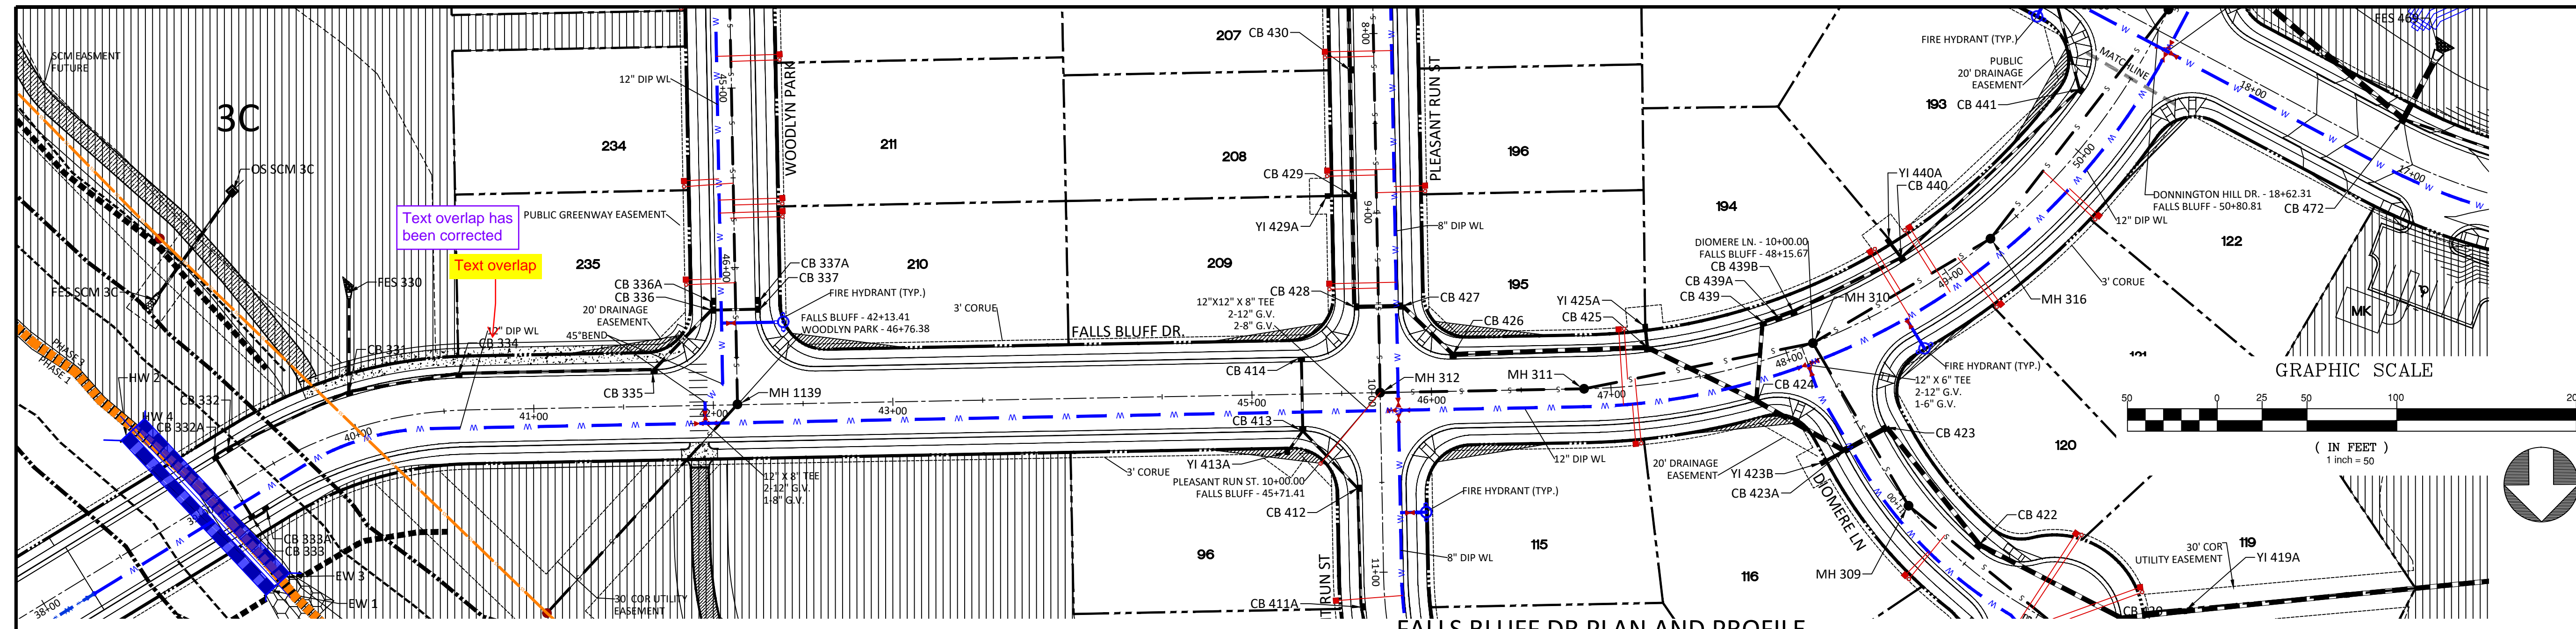 SCM EASMENT
FUTURE
3C
OS SCM 3C
FES SCM 3C
FES 330
PHASE 3
PHASE 1
HW 2
HW 4
CB 332
CB 332A
CB 331
CB 334
12" DIP WL
Text overlap has
been corrected
Text overlap
234
235
12" DIP WL
PUBLIC GREENWAY EASEMENT
CB 336A
CB 336
20' DRAINAGE
EASEMENT
45°BEND
CB 335
45+00
46+00
WOODLYN PARK
CB 337A
CB 337
FIRE HYDRANT (TYP.)
FALLS BLUFF - 42+13.41
WOODLYN PARK - 46+76.38
MH 1139
211
210
3' CORUE
FALLS BLUFF DR.
207
CB 430
208
CB 429
YI 429A
209
CB 428
12"X12" X 8" TEE
2-12" G.V.
2-8" G.V.
8+00
9+00
10+00
11+00
PLEASANT RUN ST
8" DIP WL
CB 427
CB 426
196
195
CB 414
CB 413
YI 413A
3' CORUE
PLEASANT RUN ST. 10+00.00
FALLS BLUFF - 45+71.41
CB 412
96
CB 411A
T RUN ST
MH 312
MH 311
38+00
40+00
41+00
42+00
43+00
45+00
46+00
47+00
48+00
49+00
50+00
12" X 8" TEE
2-12" G.V.
1-8" G.V.
30' COR UTILITY
EASEMENT
CB 333A
CB 333
EW 3
EW 1
12" DIP WL
FIRE HYDRANT (TYP.)
8" DIP WL
115
116
YI 425A
CB 425
194
DIOMERE LN. - 10+00.00
FALLS BLUFF - 48+15.67
CB 439B
CB 439A
CB 439
MH 310
YI 440A
CB 440
193
CB 441
FIRE HYDRANT (TYP.)
PUBLIC
20' DRAINAGE
EASEMENT
MATCHLINE
FES 469
18+00
17+00
DONNINGTON HILL DR. - 18+62.31
FALLS BLUFF - 50+80.81
CB 472
12" DIP WL
122
3' CORUE
MH 316
FIRE HYDRANT (TYP.)
12" X 6" TEE
2-12" G.V.
1-6" G.V.
CB 424
CB 423
20' DRAINAGE
EASEMENT
YI 423B
CB 423A
DIOMERE LN
11+00
MH 309
CB 422
120
121
119
30' COR
UTILITY EASEMENT
YI 419A
CB 420
MK
GRAPHIC SCALE
50 0 25 50 100 20
( IN FEET )
1 inch = 50
FALLS BLUFF DR PLAN AND PROFILE